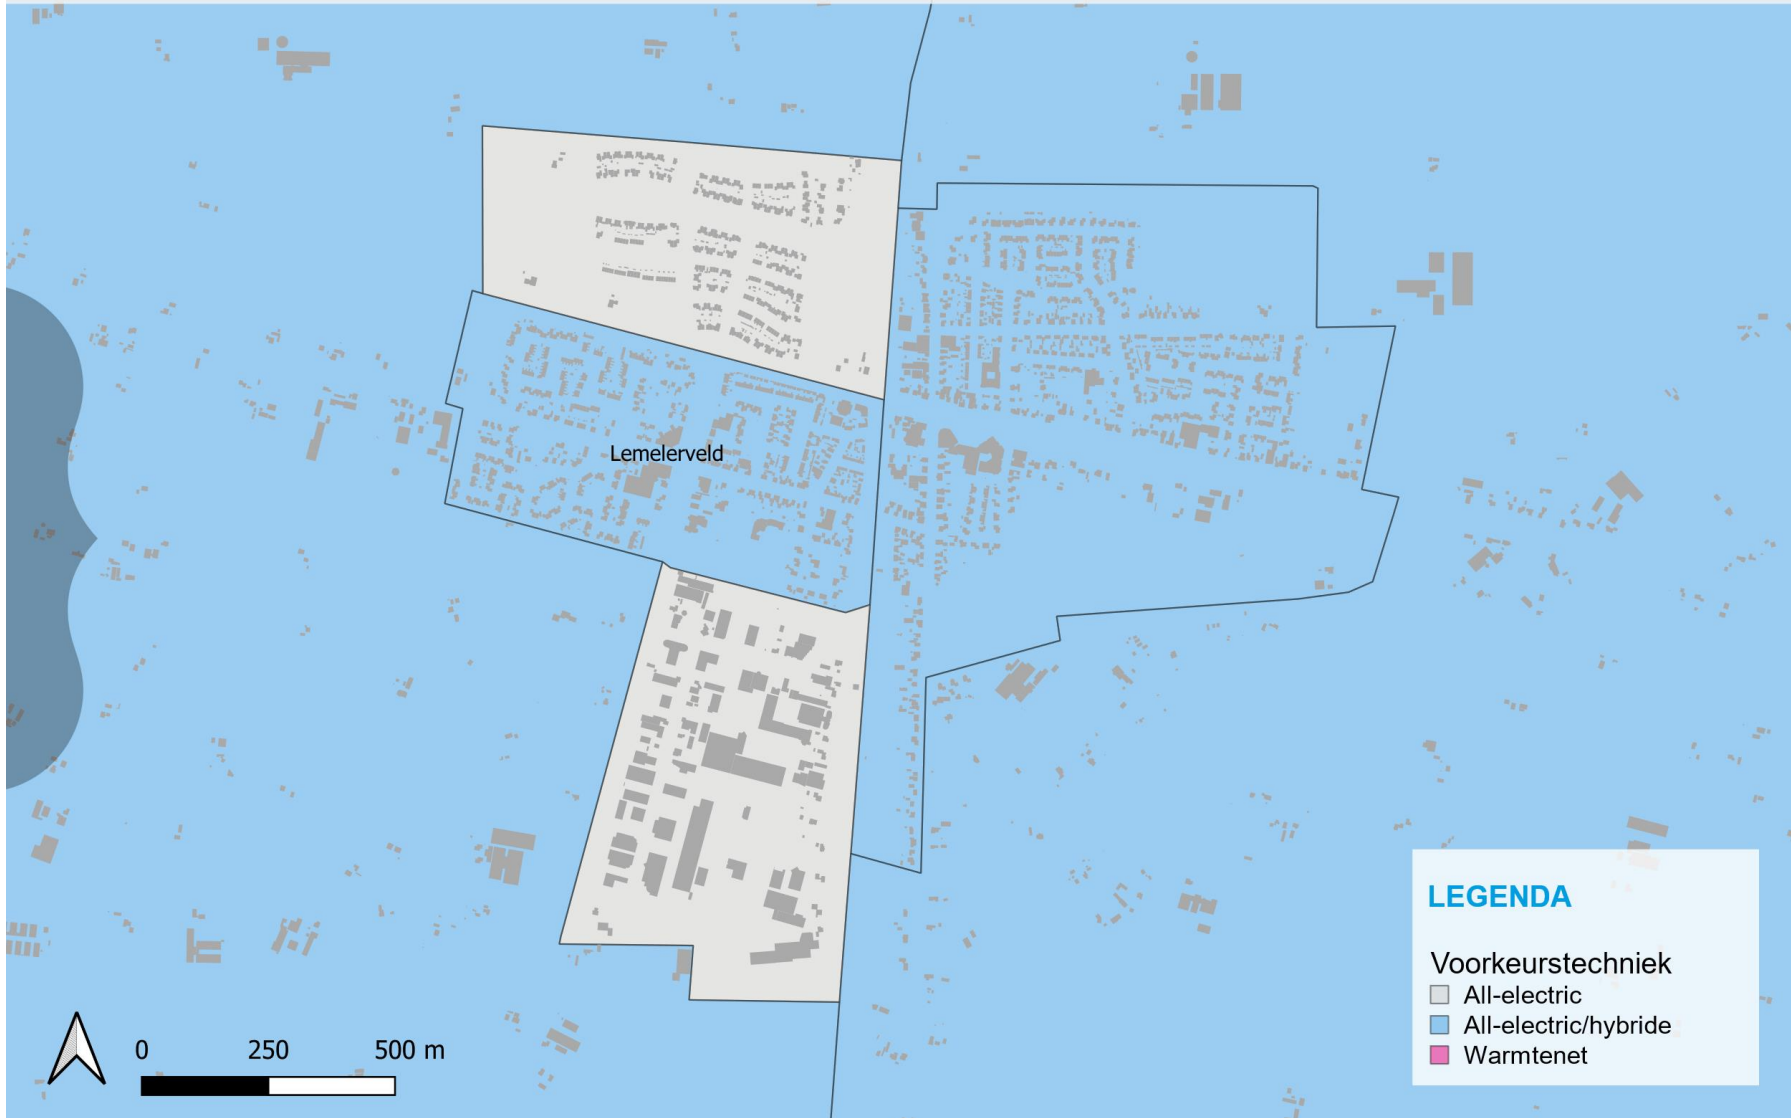 Lemelerveld
LEGENDA
Voorkeurstechniek
All-electric
All-electric/hybride
Warmtenet
0 250 500 m